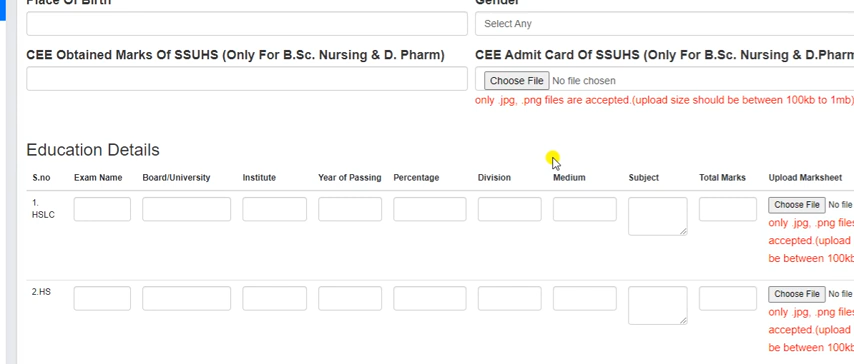 Place Of Birth Gender
Select Any
CEE Obtained Marks Of SSUHS (Only For B.Sc. Nursing & D. Pharm) CEE Admit Card Of SSUHS (Only For B.Sc. Nursing & D.Pharm
Choose File No file chosen
only .jpg, .png files are accepted.(upload size should be between 100kb to 1mb)
Education Details
S.no Exam Name Board/University Institute Year of Passing Percentage Division Medium Subject Total Marks Upload Marksheet
1. HSLC Choose File No file
only .jpg, .png files
accepted.(upload
be between 100kb
2.HS Choose File No file
only .jpg, .png files
accepted.(upload
be between 100kb